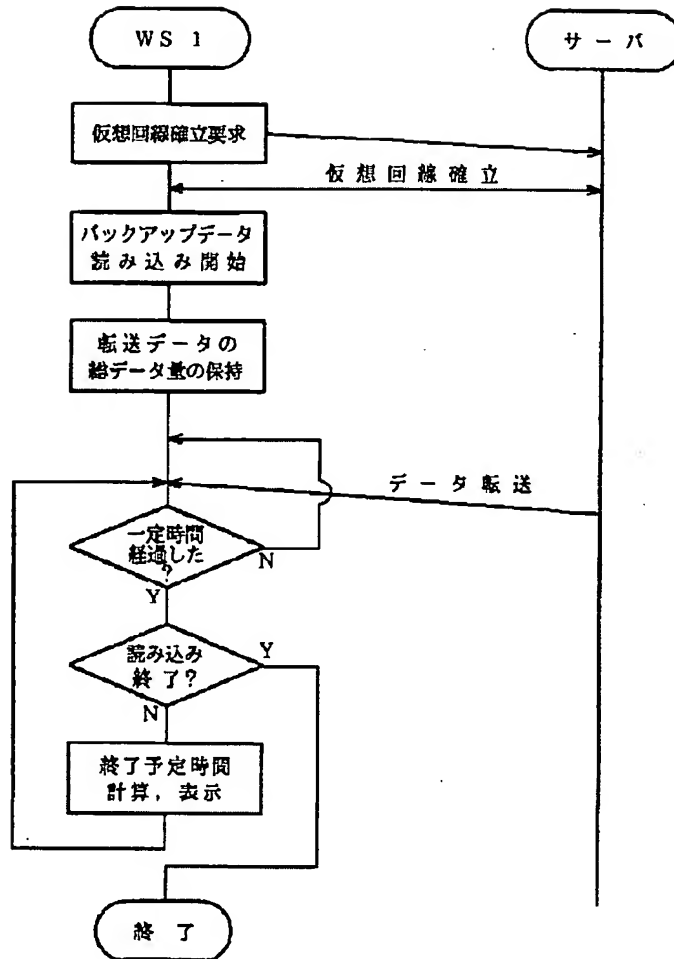 WS 1
サーバ
仮想回線確立要求
仮想回線確立
バックアップデータ
読み込み開始
転送データの
総データ量の保持
データ転送
一定時間
経過した
?
N
Y
読み込み
終了?
Y
N
終了予定時間
計算,表示
終了